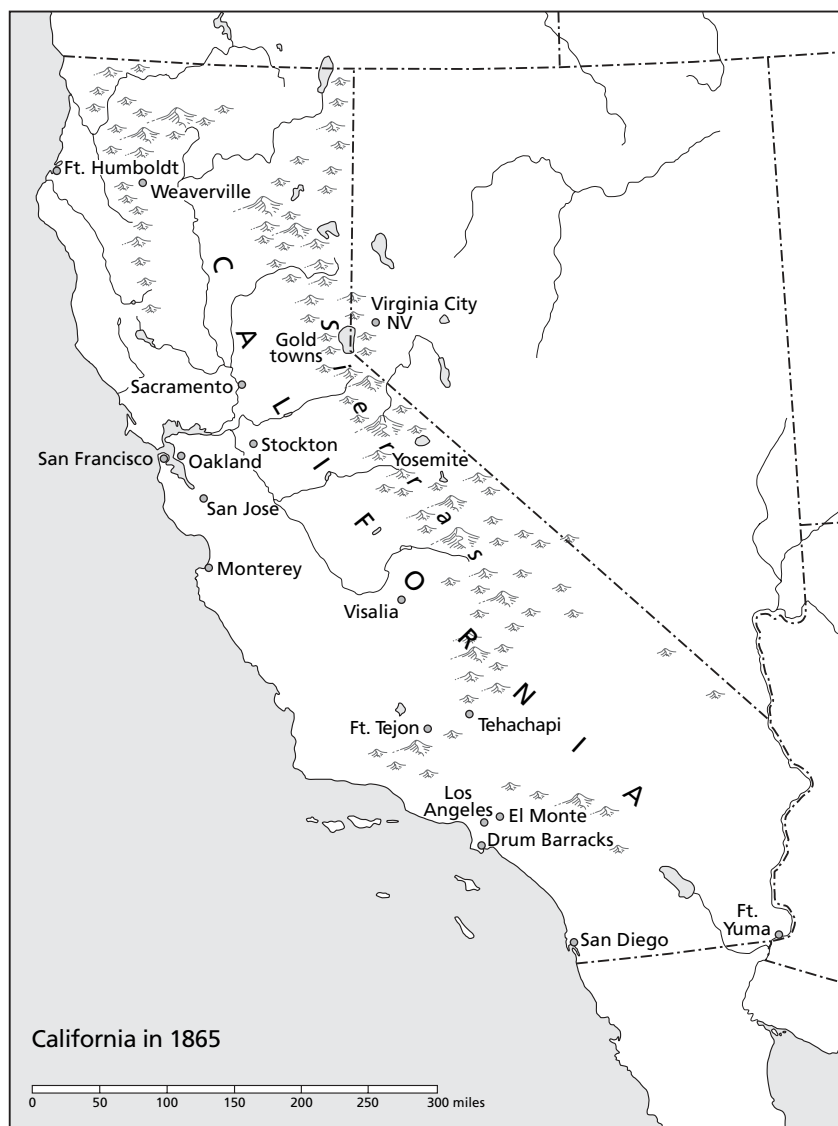 Ft. Humboldt
Weaverville
CALIFORNIA
Sierras
Virginia City
NV
Gold
towns
Sacramento
Stockton
San Francisco
Oakland
Yosemite
San Jose
Monterey
Visalia
Ft. Tejon
Tehachapi
Los
Angeles
El Monte
Drum Barracks
Ft.
Yuma
San Diego
California in 1865
0 50 100 150 200 250 300 miles